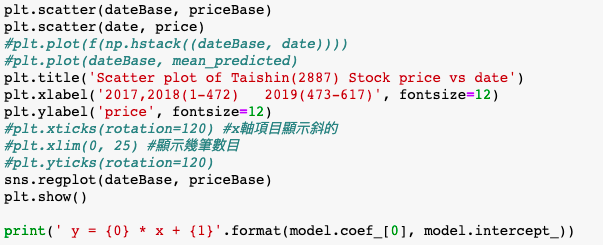 plt.scatter(dateBase, priceBase)
plt.scatter(date, price)
#plt.plot(f(np.hstack((dateBase, date))))
#plt.plot(dateBase, mean_predicted)
plt.title('Scatter plot of Taishin(2887) Stock price vs date')
plt.xlabel('2017,2018(1-472)   2019(473-617)', fontsize=12)
plt.ylabel('price', fontsize=12)
#plt.xticks(rotation=120) #x軸項目顯示斜的
#plt.xlim(0, 25) #顯示幾筆數目
#plt.yticks(rotation=120)
sns.regplot(dateBase, priceBase)
plt.show()
print(' y = {0} * x + {1}'.format(model.coef_[0], model.intercept_))